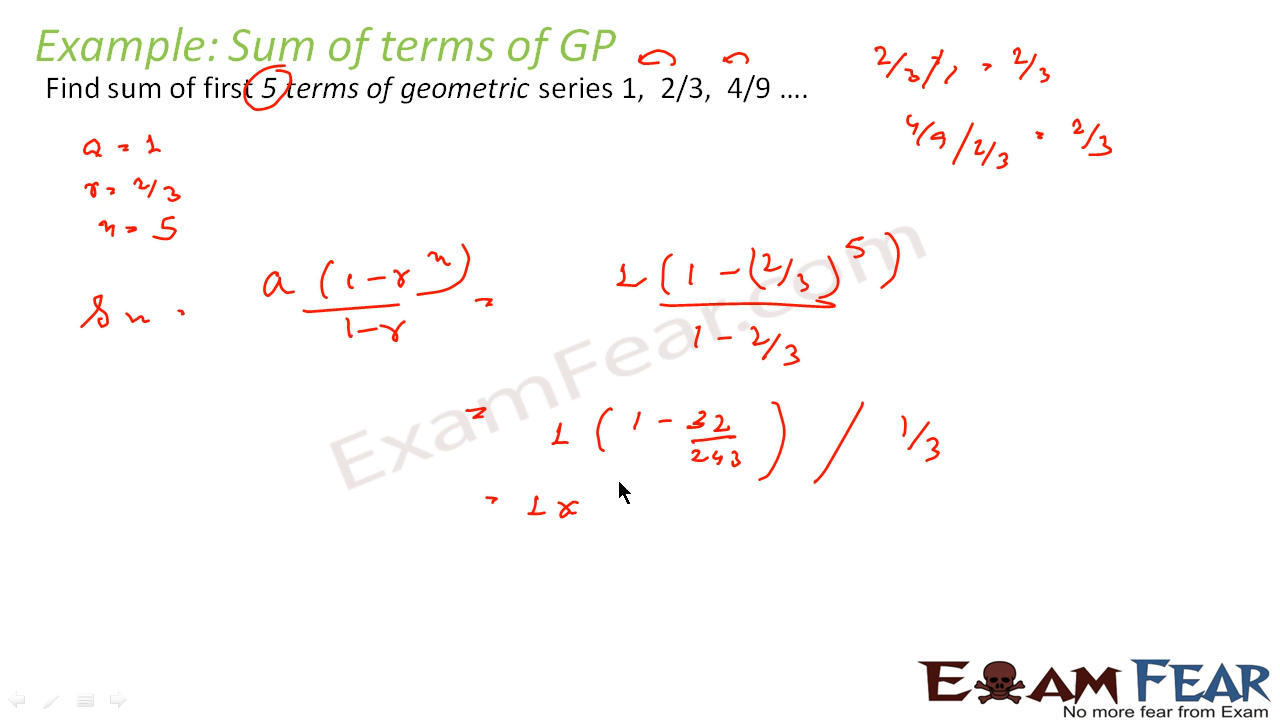 Example: Sum of terms of GP
Find sum of first 5 terms of geometric series 1, 2/3, 4/9 ....
2/3/1 = 2/3
4/9/2/3 = 2/3
a = 1
r = 2/3
n = 5
Sn = a(1-r^n)/1-r = 1(1-(2/3)^5)/1-2/3
= 1(1-32/243) / 1/3
= 1x
ExamFear.com
EXAM FEAR
No more fear from Exam